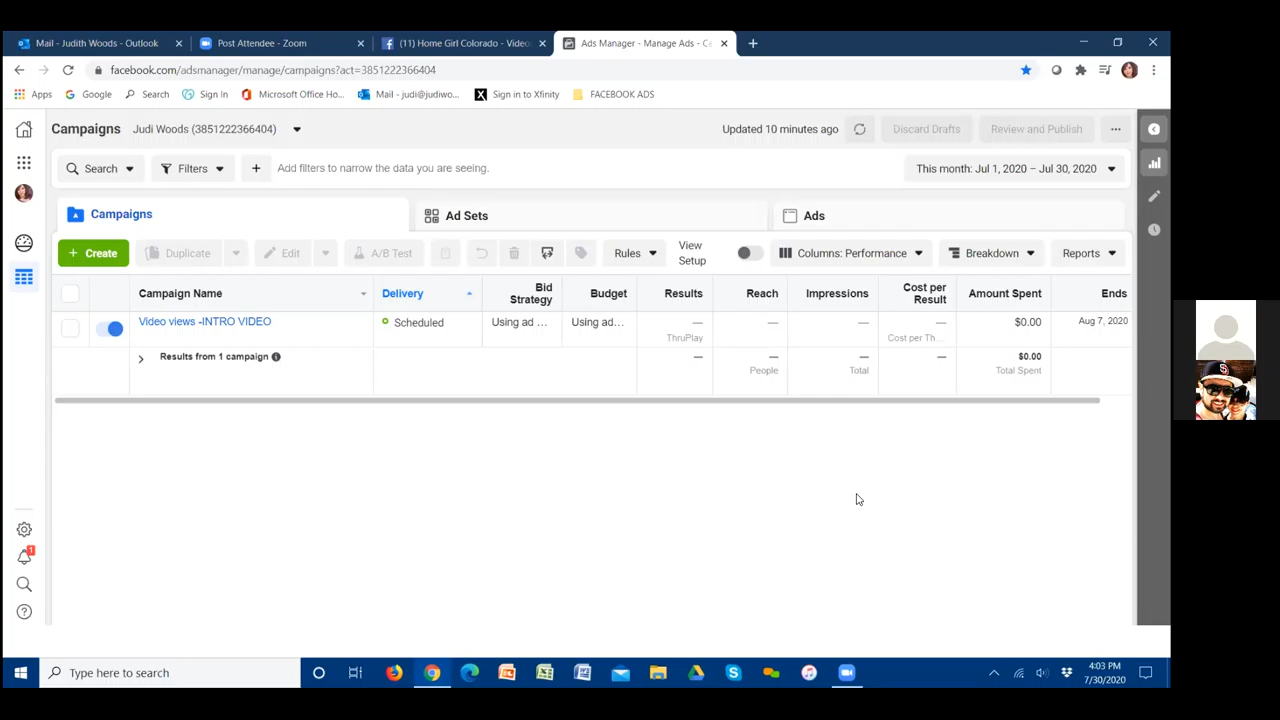 Mail - Judith Woods - Outlook
Post Attendee - Zoom
(11) Home Girl Colorado - Video
Ads Manager - Manage Ads - C
facebook.com/adsmanager/manage/campaigns?act=3851222366404
Apps
Google
Search
Sign In
Microsoft Office Ho...
Mail - judi@judiwo...
Sign in to Xfinity
FACEBOOK ADS
Campaigns
Judi Woods (3851222366404)
Updated 10 minutes ago
Discard Drafts
Review and Publish
Search
Filters
Add filters to narrow the data you are seeing.
This month: Jul 1, 2020 – Jul 30, 2020
Campaigns
Ad Sets
Ads
+ Create
Duplicate
Edit
A/B Test
Rules
View Setup
Columns: Performance
Breakdown
Reports
Campaign Name
Delivery
Bid Strategy
Budget
Results
Reach
Impressions
Cost per Result
Amount Spent
Ends
Video views -INTRO VIDEO
Scheduled
Using ad ...
Using ad...
—
—
—
—
$0.00
Aug 7, 2020
ThruPlay
Cost per Th...
Results from 1 campaign
—
—
—
—
$0.00
People
Total
Total Spent
1
Type here to search
4:03 PM
7/30/2020